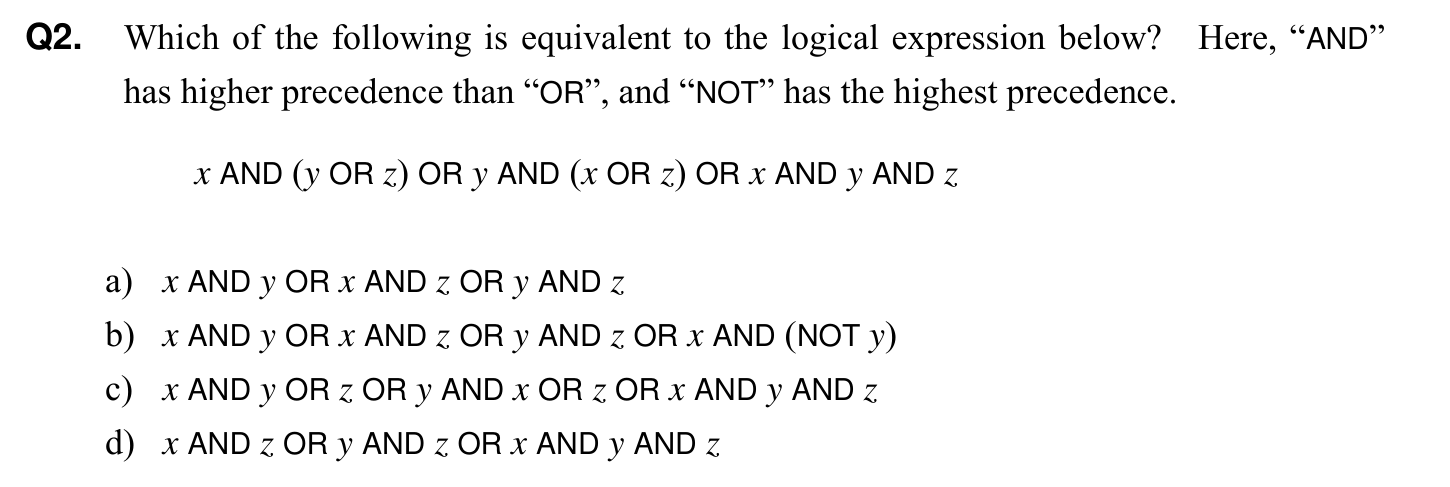 Q2. Which of the following is equivalent to the logical expression below? Here, “AND”
has higher precedence than “OR”, and “NOT” has the highest precedence.
x AND (y OR z) OR y AND (x OR z) OR x AND y AND z
a) x AND y OR x AND z OR y AND z
b) x AND y OR x AND z OR y AND z OR x AND (NOT y)
c) x AND y OR z OR y AND x OR z OR x AND y AND z
d) x AND z OR y AND z OR x AND y AND z